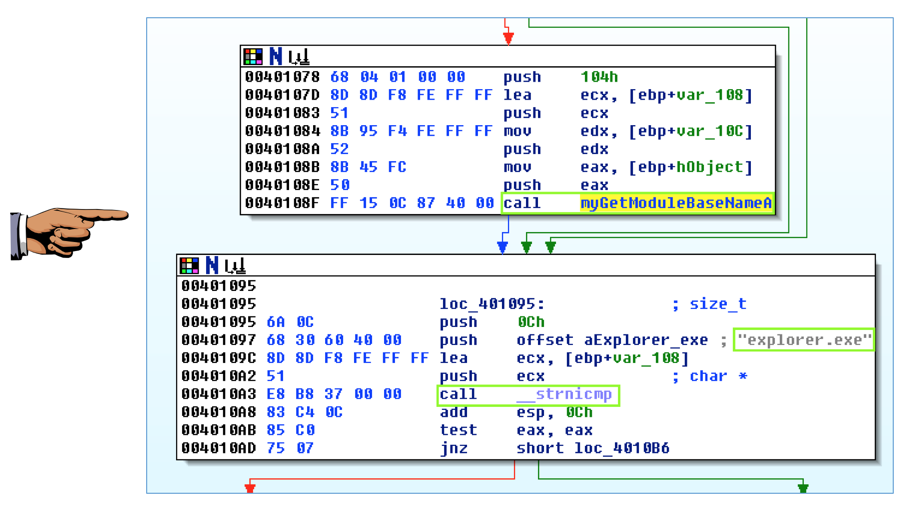 00401078 68 04 01 00 00 push 104h
0040107D 8D 8D F8 FE FF FF lea ecx, [ebp+var_108]
00401083 51 push ecx
00401084 8B 95 F4 FE FF FF mov edx, [ebp+var_10C]
0040108A 52 push edx
0040108B 8B 45 FC mov eax, [ebp+hObject]
0040108E 50 push eax
0040108F FF 15 0C 87 40 00 call myGetModuleBaseNameA
00401095
00401095 loc_401095: ; size_t
00401095 6A 0C push 0Ch
00401097 68 30 60 40 00 push offset aExplorer_exe ; "explorer.exe"
0040109C 8D 8D F8 FE FF FF lea ecx, [ebp+var_108]
004010A2 51 push ecx ; char *
004010A3 E8 B8 37 00 00 call __strnicmp
004010A8 83 C4 0C add esp, 0Ch
004010AB 85 C0 test eax, eax
004010AD 75 07 jnz short loc_4010B6